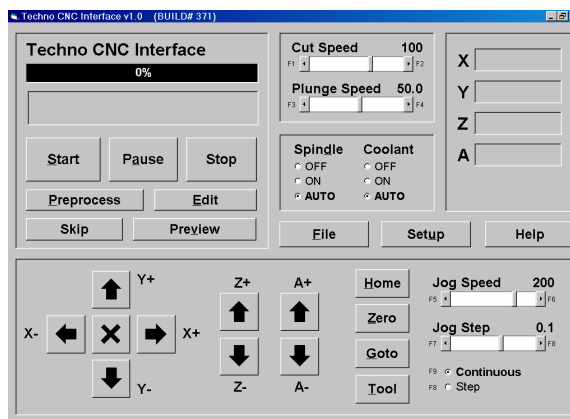 Techno CNC Interface v1.0 (BUILD# 371)
Techno CNC Interface
0%
Start Pause Stop
Preprocess Edit
Skip Preview
Cut Speed 100
F1 F2
Plunge Speed 50.0
F3 F4
Spindle Coolant
OFF OFF
ON ON
AUTO AUTO
X
Y
Z
A
File Setup Help
Y+
X- X+
Y-
Z+ A+
Z- A-
Home
Zero
Goto
Tool
Jog Speed 200
F5 F6
Jog Step 0.1
F7 F8
F9 Continuous
F8 Step